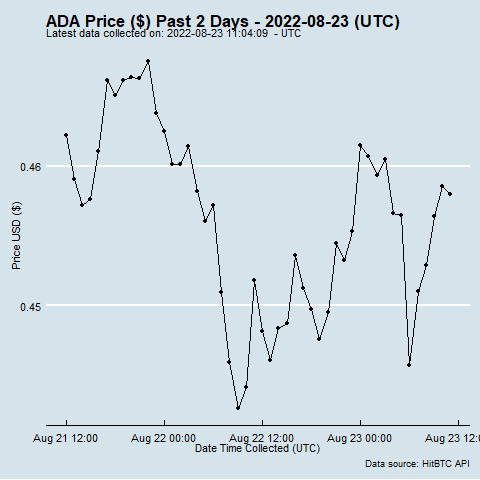 ADA Price ($) Past 2 Days - 2022-08-23 (UTC)
Latest data collected on: 2022-08-23 11:04:09 - UTC
0.46
Price USD ($)
0.45
Aug 21 12:00 Aug 22 00:00 Aug 22 12:00 Aug 23 00:00 Aug 23 12:0
Date Time Collected (UTC)
Data source: HitBTC API